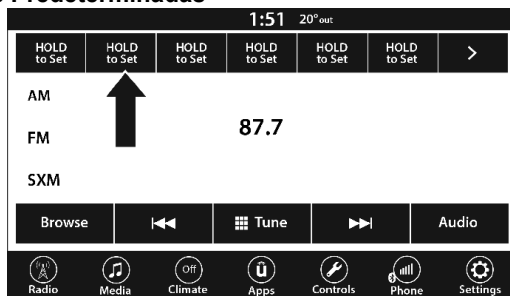 Predeterminadas
1:51 20° out
HOLD to Set HOLD to Set HOLD to Set HOLD to Set HOLD to Set HOLD to Set >
AM
87.7
FM
SXM
Browse Tune Audio
Off
Radio Media Climate Apps Controls Phone Settings